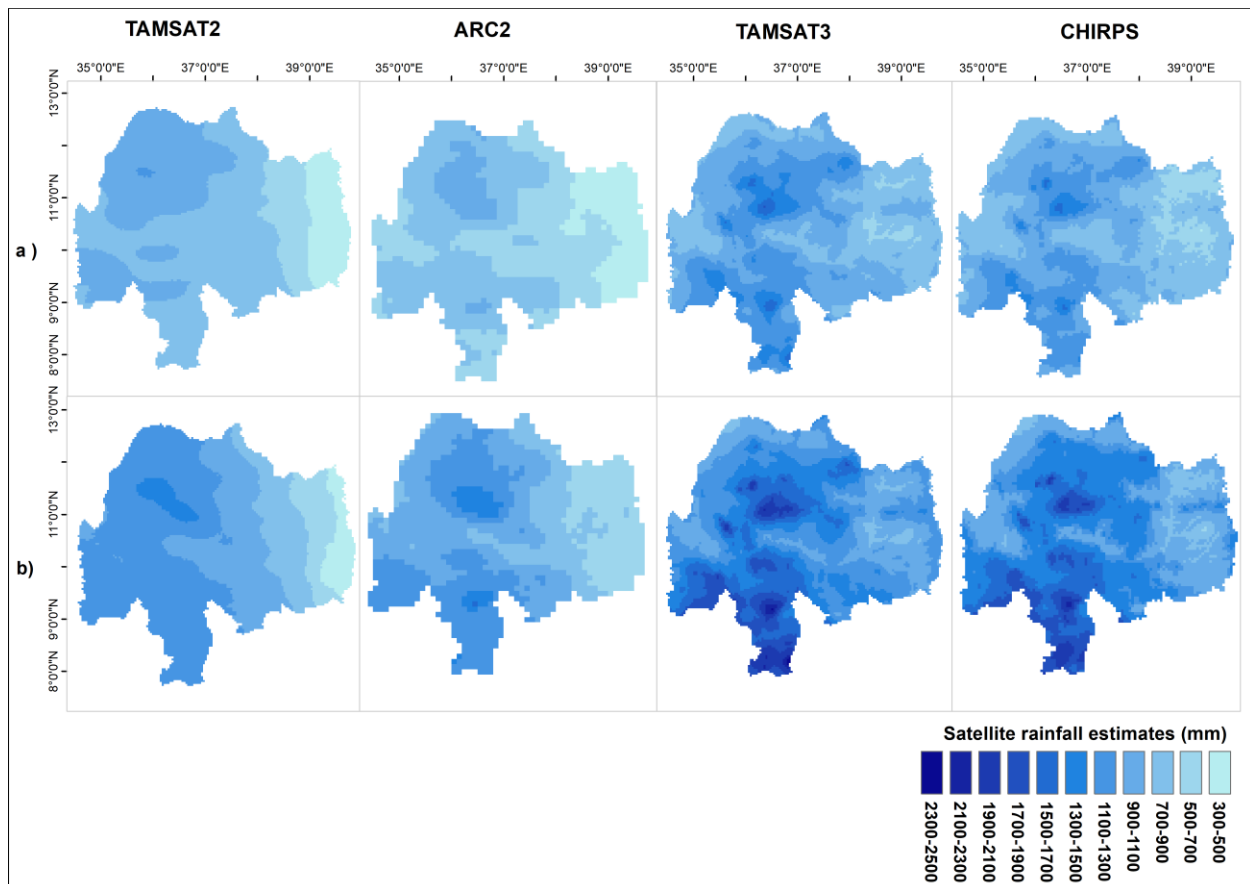 TAMSAT2 ARC2 TAMSAT3 CHIRPS
35°0'0"E 37°0'0"E 39°0'0"E 35°0'0"E 37°0'0"E 39°0'0"E 35°0'0"E 37°0'0"E 39°0'0"E 35°0'0"E 37°0'0"E 39°0'0"E
13°0'0"N
11°0'0"N
a )
9°0'0"N
8°0'0"N
13°0'0"N
11°0'0"N
b)
9°0'0"N
8°0'0"N
Satellite rainfall estimates (mm)
2300-2500
2100-2300
1900-2100
1700-1900
1500-1700
1300-1500
1100-1300
900-1100
700-900
500-700
300-500